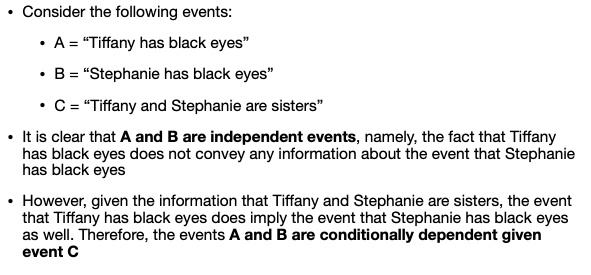 • Consider the following events:
• A = “Tiffany has black eyes”
• B = “Stephanie has black eyes”
• C = “Tiffany and Stephanie are sisters”
• It is clear that A and B are independent events, namely, the fact that Tiffany
has black eyes does not convey any information about the event that Stephanie
has black eyes
• However, given the information that Tiffany and Stephanie are sisters, the event
that Tiffany has black eyes does imply the event that Stephanie has black eyes
as well. Therefore, the events A and B are conditionally dependent given
event C